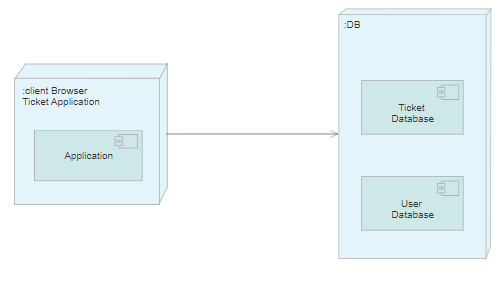 :client Browser
Ticket Application
Application
:DB
Ticket
Database
User
Database